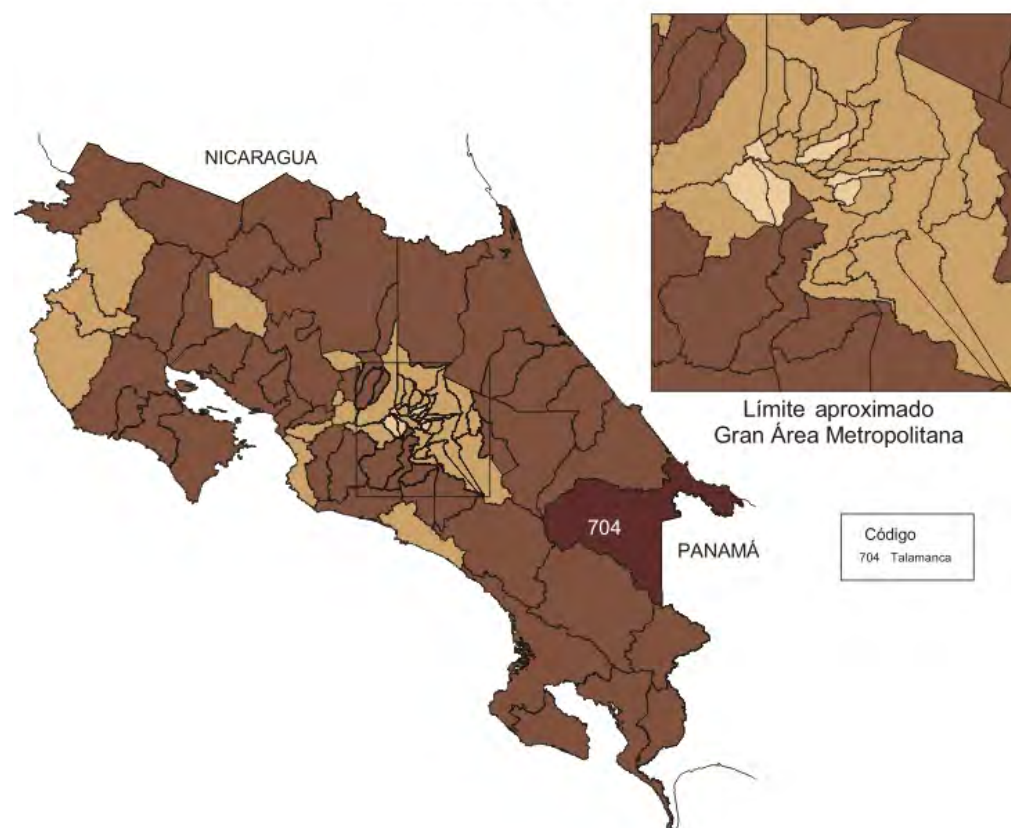 NICARAGUA
Límite aproximado
Gran Área Metropolitana
704
PANAMÁ
Código
704 Talamanca